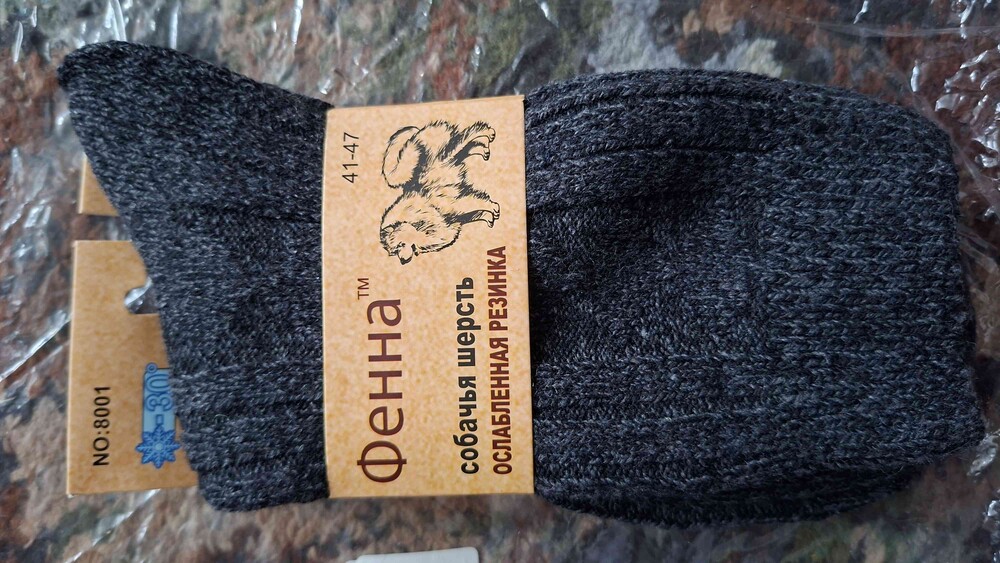 41-47
Фенна™
собачья шерсть
ОСЛАБЛЕННАЯ РЕЗИНКА
NO:8001
-30°